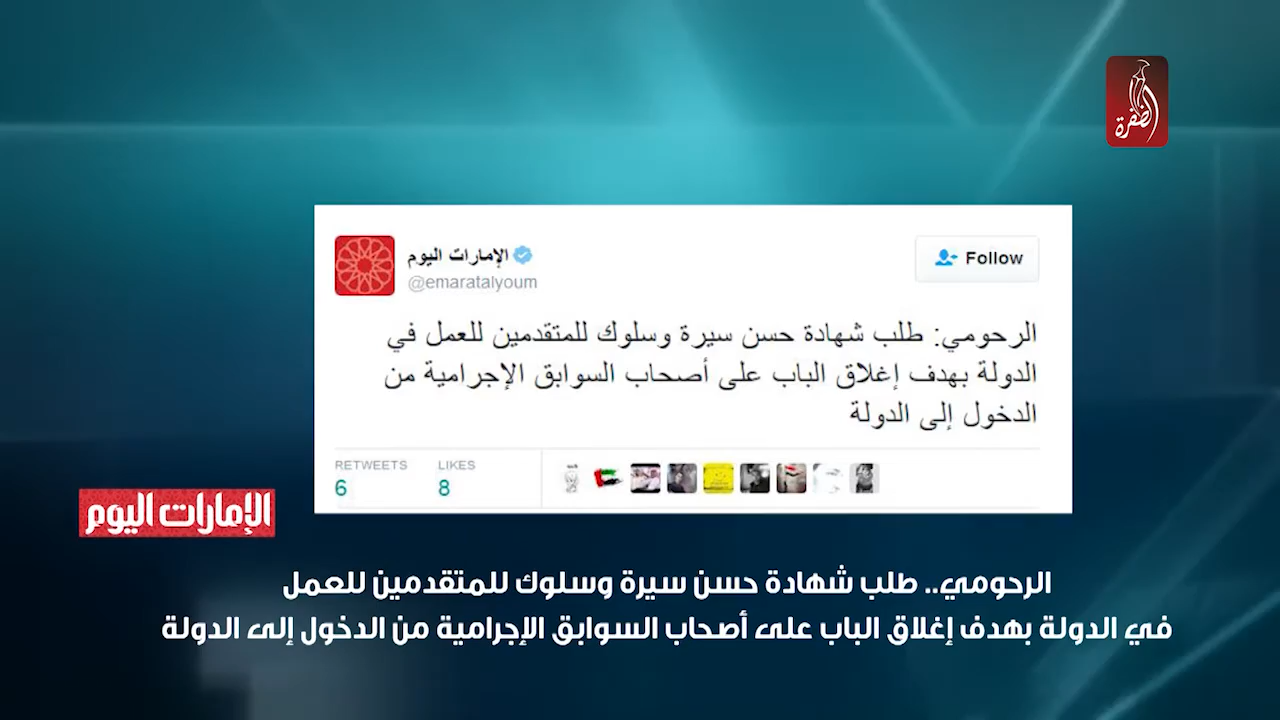 الظفرة
الإمارات اليوم
@emaratalyoum
Follow
الرحومي: طلب شهادة حسن سيرة وسلوك للمتقدمين للعمل في
الدولة بهدف إغلاق الباب على أصحاب السوابق الإجرامية من
الدخول إلى الدولة
RETWEETS
LIKES
6
8
الإمارات اليوم
الرحومي.. طلب شهادة حسن سيرة وسلوك للمتقدمين للعمل
في الدولة بهدف إغلاق الباب على أصحاب السوابق الإجرامية من الدخول إلى الدولة